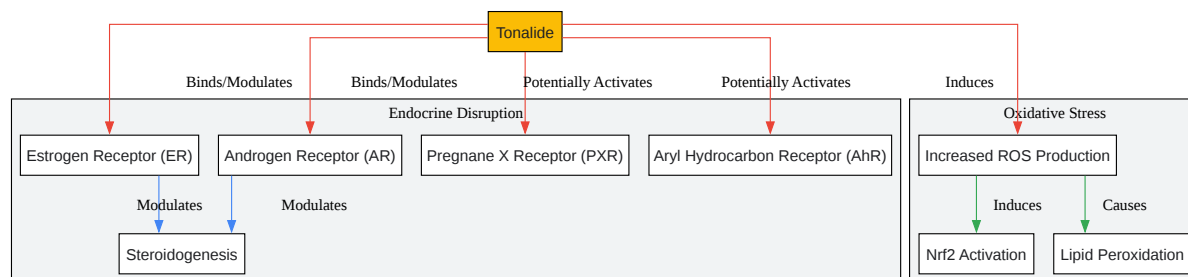 Tonalide
Binds/Modulates
Binds/Modulates
Potentially Activates
Potentially Activates
Induces
Endocrine Disruption
Oxidative Stress
Estrogen Receptor (ER)
Androgen Receptor (AR)
Pregnane X Receptor (PXR)
Aryl Hydrocarbon Receptor (AhR)
Increased ROS Production
Modulates
Modulates
Induces
Causes
Steroidogenesis
Nrf2 Activation
Lipid Peroxidation